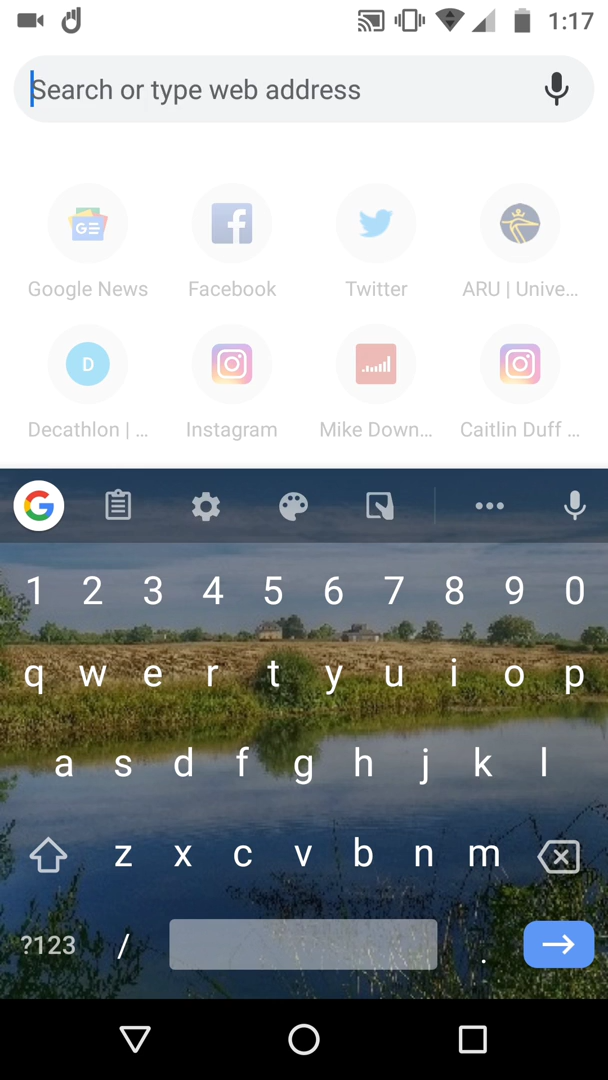 1:17
Search or type web address
GE
Google News Facebook Twitter ARU | Unive...
D
Decathlon | ... Instagram Mike Down... Caitlin Duff ...
G
1 2 3 4 5 6 7 8 9 0
q w e r t y u i o p
a s d f g h j k l
z x c v b n m
?123 / .